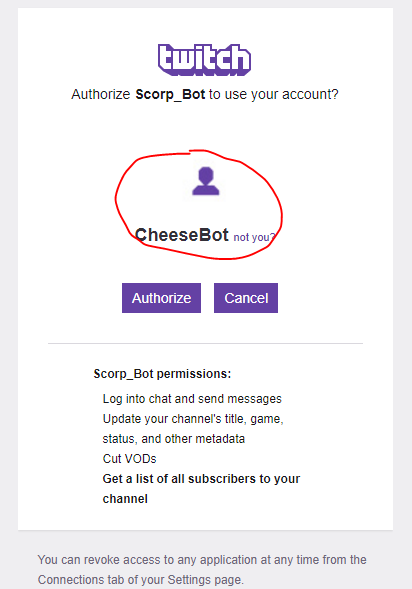 twitch
Authorize Scorp_Bot to use your account?
CheeseBot not you?
Authorize Cancel
Scorp_Bot permissions:
Log into chat and send messages
Update your channel's title, game,
status, and other metadata
Cut VODs
Get a list of all subscribers to your
channel
You can revoke access to any application at any time from the
Connections tab of your Settings page.